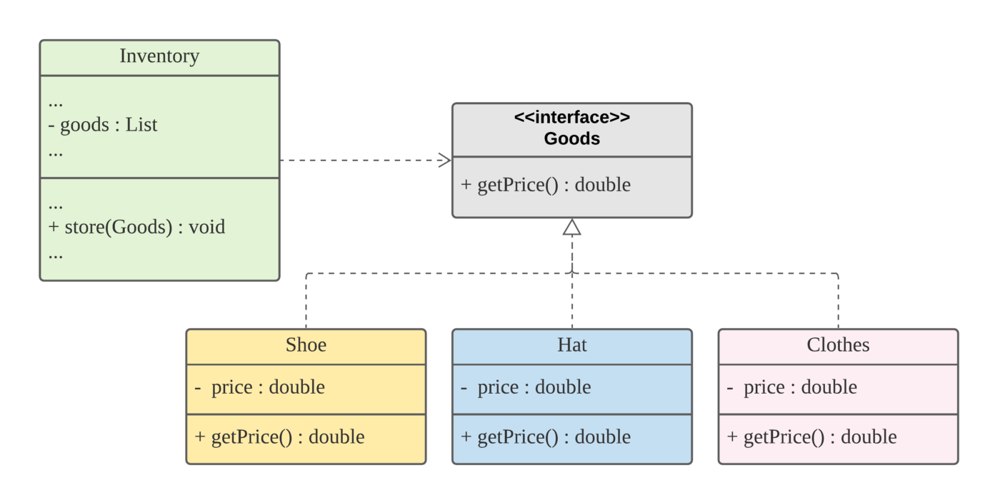 Inventory
...
- goods : List
...
...
+ store(Goods) : void
...
<<interface>>
Goods
+ getPrice() : double
Shoe
-  price : double
+ getPrice() : double
Hat
-  price : double
+ getPrice() : double
Clothes
-  price : double
+ getPrice() : double